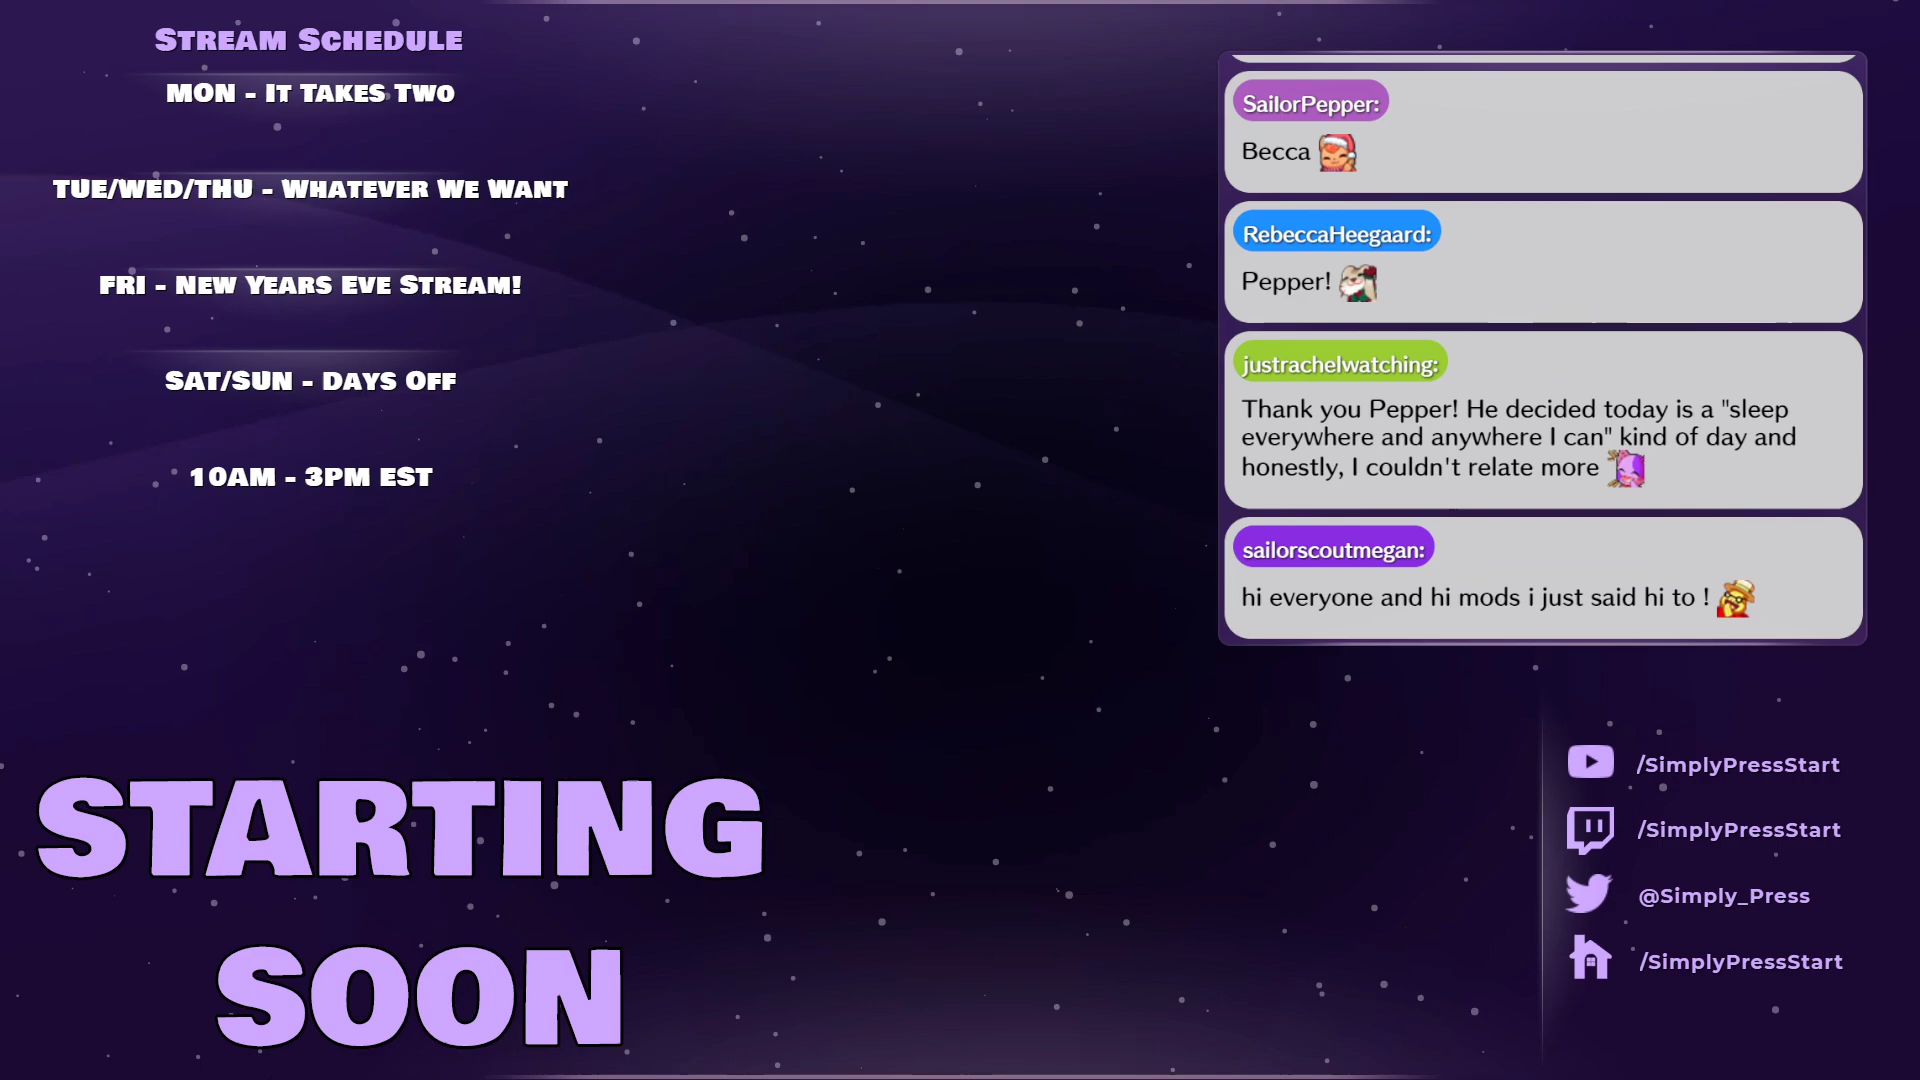 Stream Schedule
MON - It Takes Two
TUE/WED/THU - Whatever We Want
FRI - New Years Eve Stream!
SAT/SUN - Days Off
10AM - 3PM EST
STARTING
SOON
SailorPepper:
Becca
RebeccaHeegaard:
Pepper!
justrachelwatching:
Thank you Pepper! He decided today is a "sleep
everywhere and anywhere I can" kind of day and
honestly, I couldn't relate more
sailorscoutmegan:
hi everyone and hi mods i just said hi to !
/SimplyPressStart
/SimplyPressStart
@Simply_Press
/SimplyPressStart